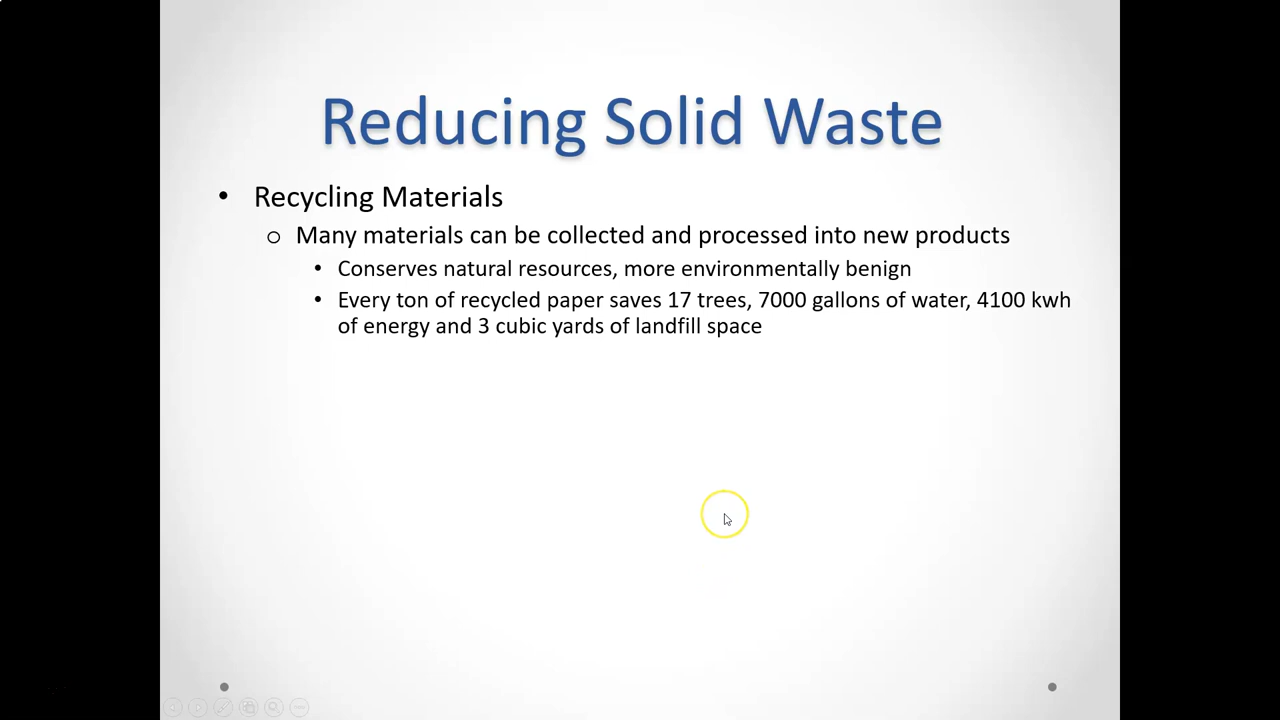 Reducing Solid Waste
• Recycling Materials
o Many materials can be collected and processed into new products
• Conserves natural resources, more environmentally benign
• Every ton of recycled paper saves 17 trees, 7000 gallons of water, 4100 kwh
of energy and 3 cubic yards of landfill space